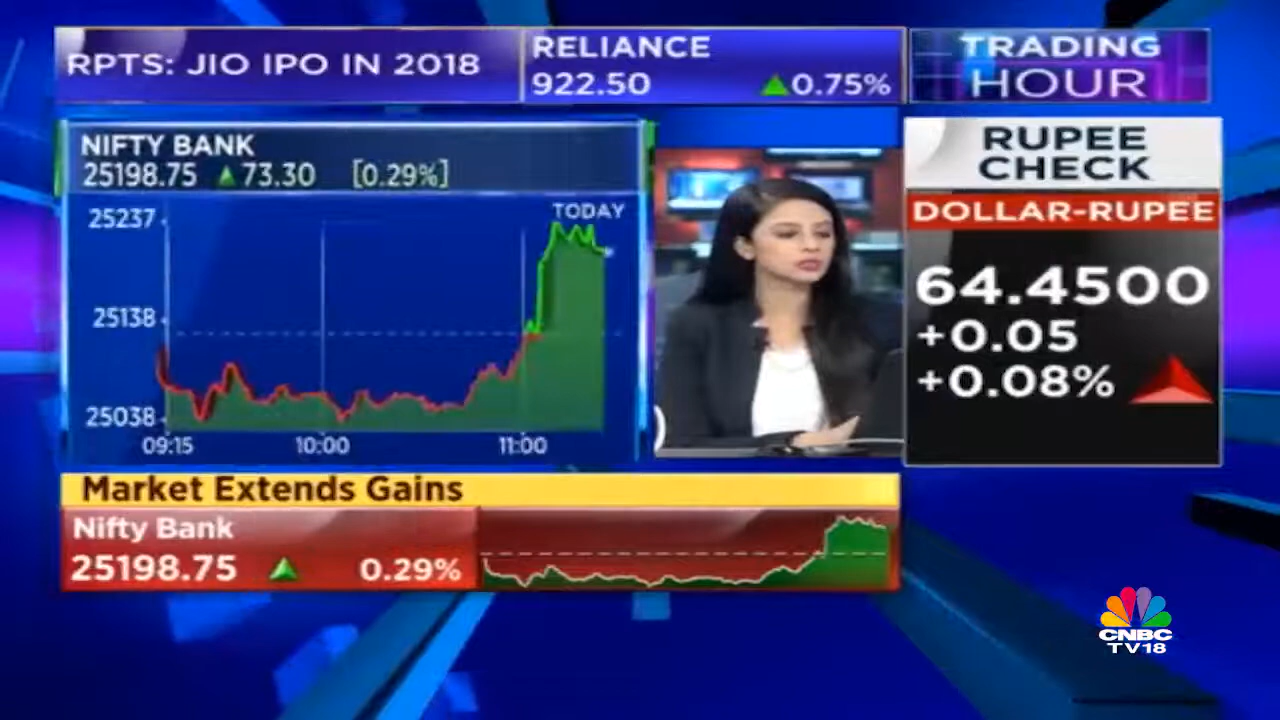 RPTS: JIO IPO IN 2018
RELIANCE
922.50 ▲0.75%
TRADING
HOUR
NIFTY BANK
25198.75 ▲73.30 [0.29%]
TODAY
25237
25138
25038
09:15 10:00 11:00
RUPEE
CHECK
DOLLAR-RUPEE
64.4500
+0.05
+0.08%
Market Extends Gains
Nifty Bank
25198.75 ▲ 0.29%
CNBC
TV18